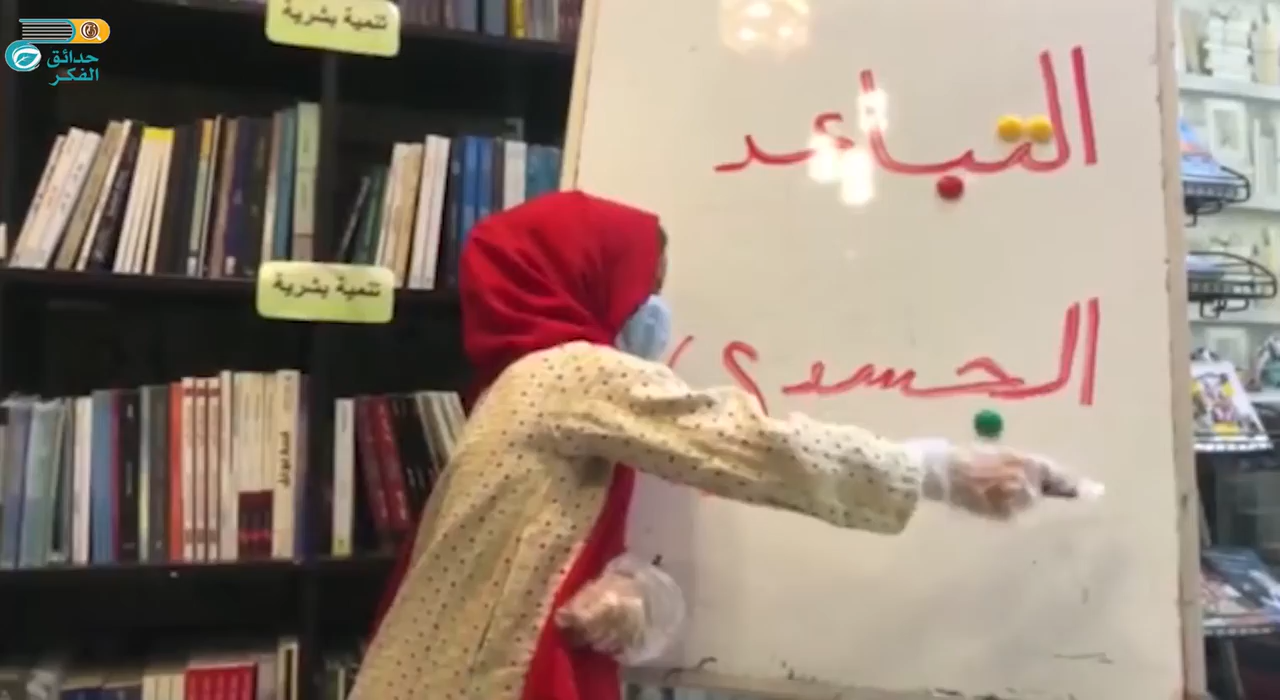 حدائق
الفكر
تنمية بشرية
التباعد
الجسدي
تنمية بشرية